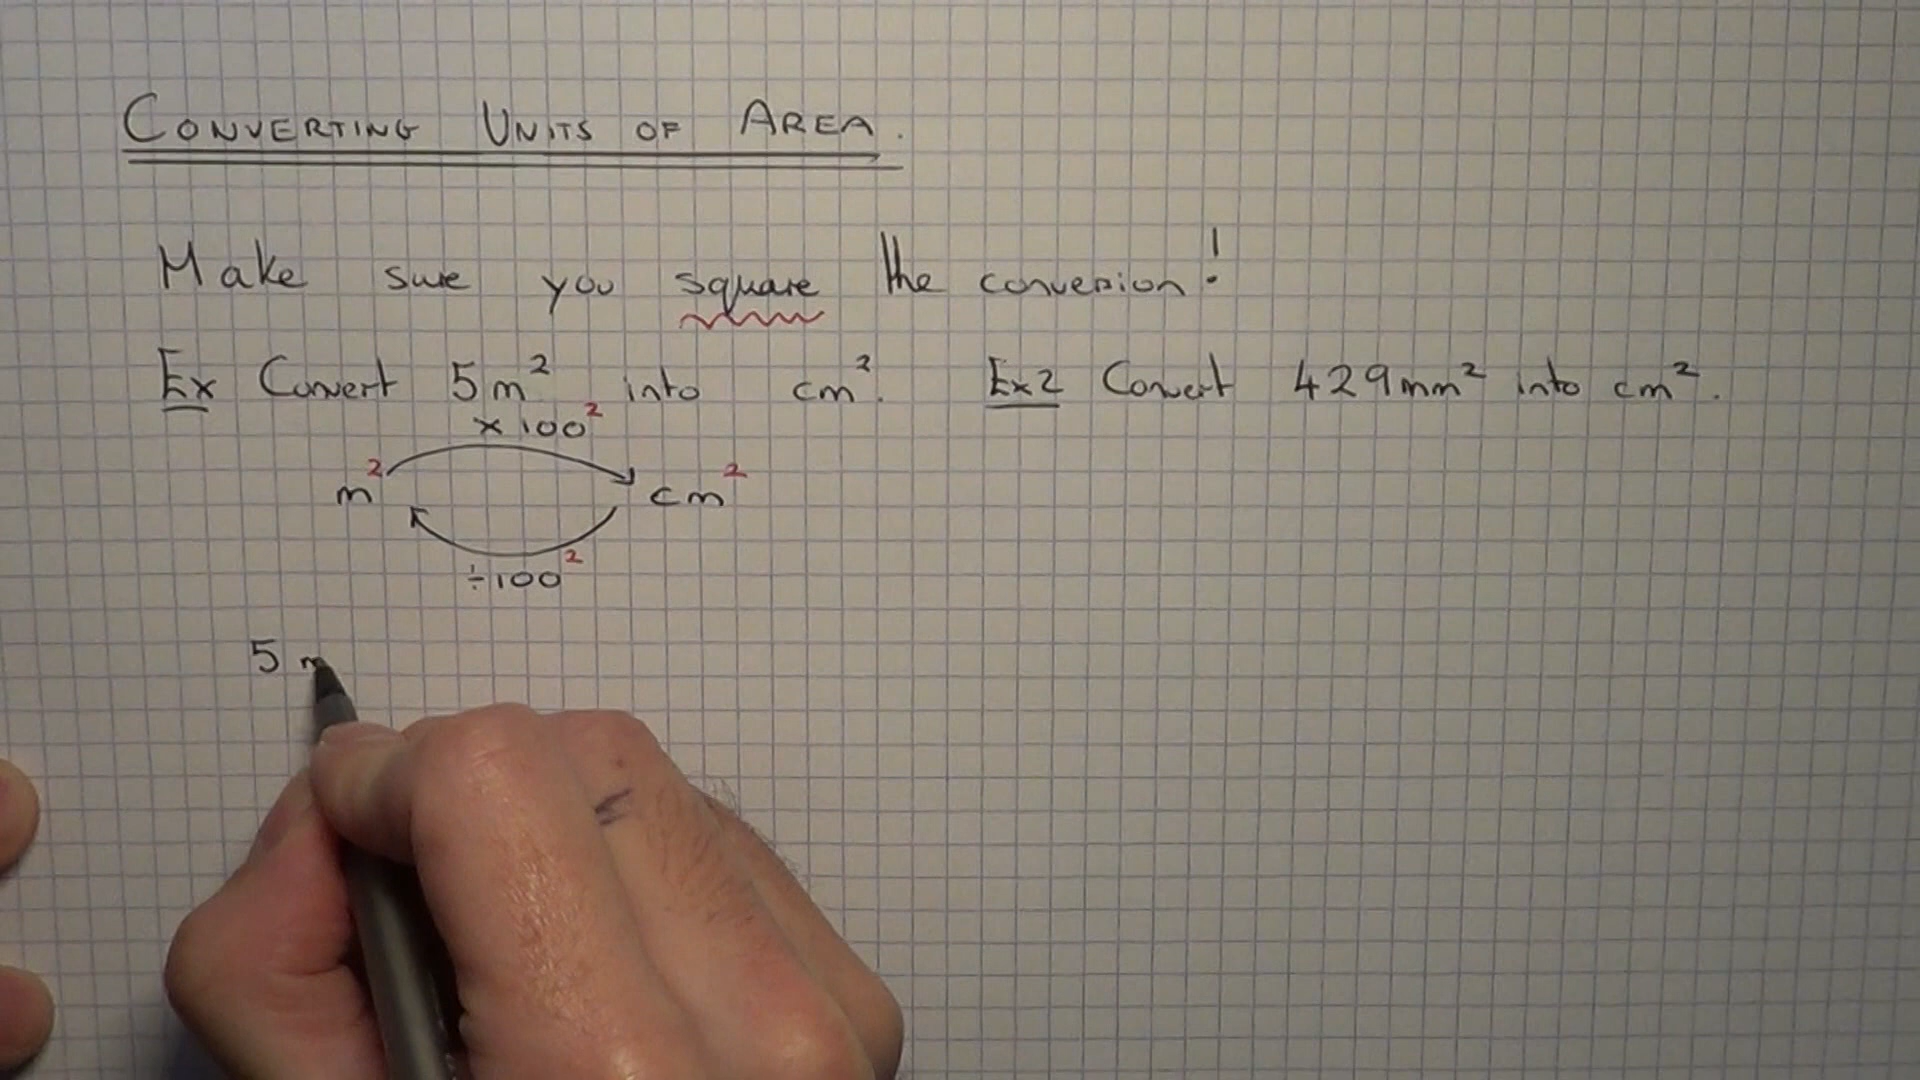 CONVERTING UNITS OF AREA.
Make sure you square the conversion!
Ex Convert 5m² into cm². Ex2 Convert 429mm² into cm².
×100²
m² cm²
÷100²
5 m